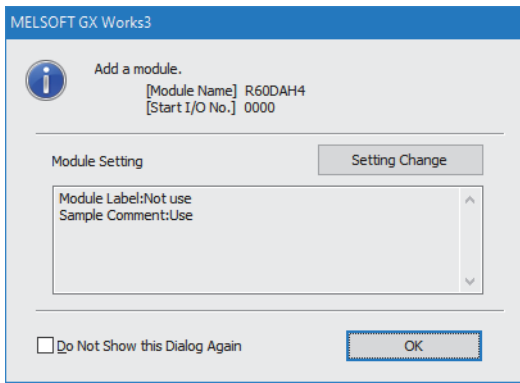 MELSOFT GX Works3
Add a module.
[Module Name] R60DAH4
[Start I/O No.] 0000
Module Setting
Setting Change
Module Label:Not use
Sample Comment:Use
Do Not Show this Dialog Again
OK